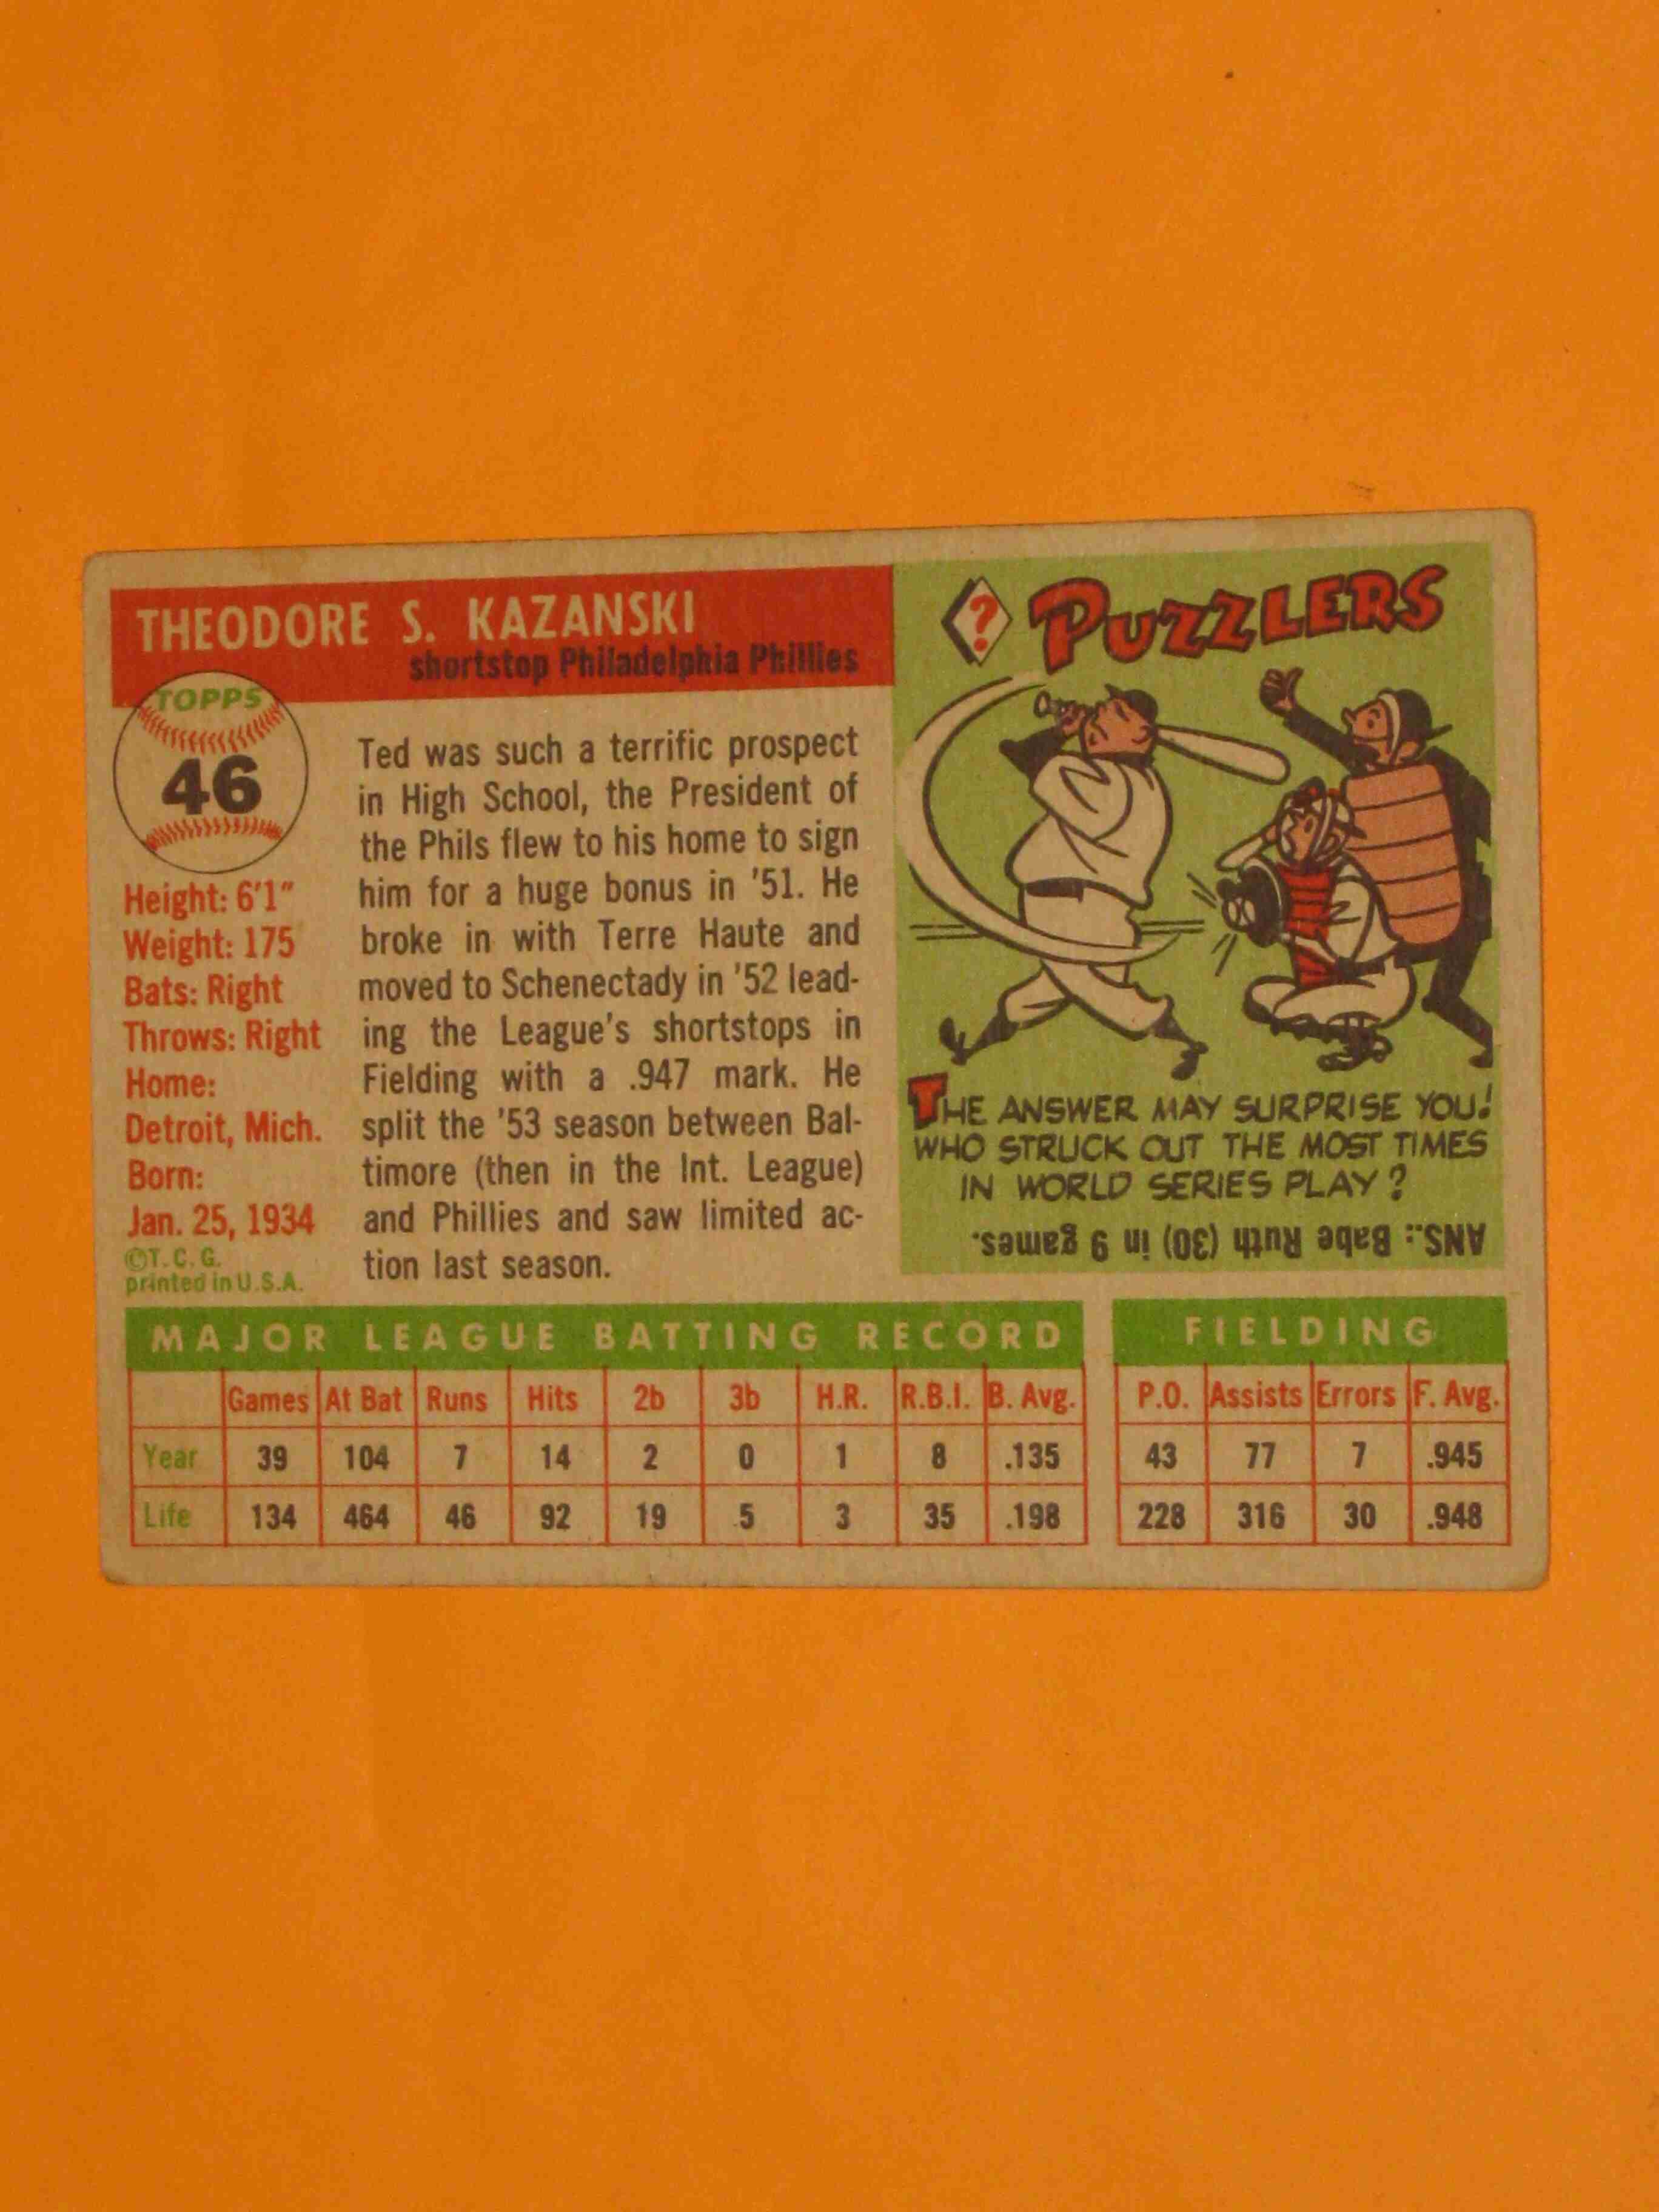 THEODORE S. KAZANSKI
shortstop Philadelphia Phillies
TOPPS
46
Height: 6'1"
Weight: 175
Bats: Right
Throws: Right
Home:
Detroit, Mich.
Born:
Jan. 25, 1934
©T.C.G.
printed in U.S.A.
Ted was such a terrific prospect
in High School, the President of
the Phils flew to his home to sign
him for a huge bonus in '51. He
broke in with Terre Haute and
moved to Schenectady in '52 lead-
ing the League's shortstops in
Fielding with a .947 mark. He
split the '53 season between Bal-
timore (then in the Int. League)
and Phillies and saw limited ac-
tion last season.
? PUZZLERS
THE ANSWER MAY SURPRISE YOU!
WHO STRUCK OUT THE MOST TIMES
IN WORLD SERIES PLAY?
ANS.: Babe Ruth (30) in 9 games.
MAJOR LEAGUE BATTING RECORD
Games At Bat Runs Hits 2b 3b H.R. R.B.I. B. Avg.
Year 39 104 7 14 2 0 1 8 .135
Life 134 464 46 92 19 5 3 35 .198
FIELDING
P.O. Assists Errors F. Avg.
43 77 7 .945
228 316 30 .948